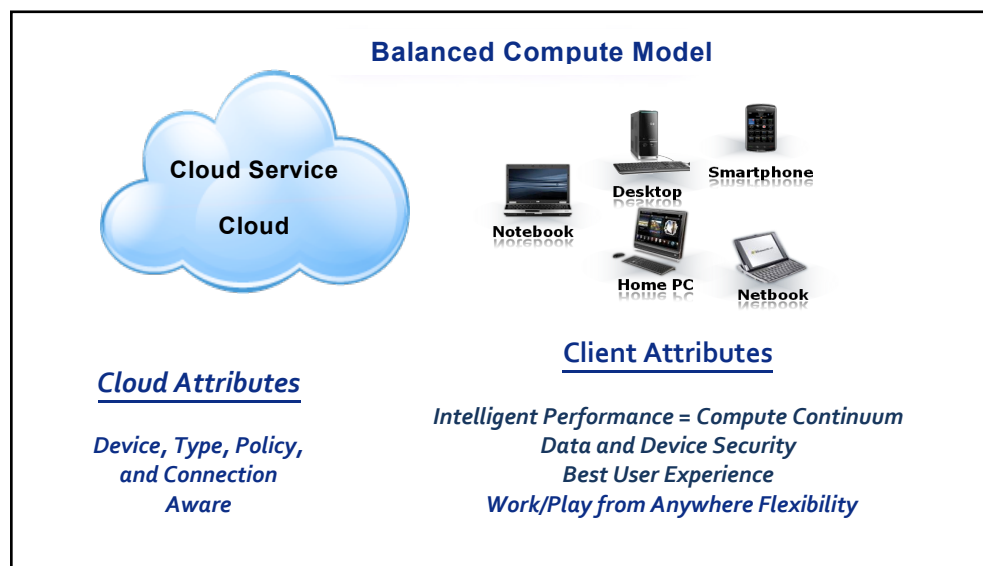 Balanced Compute Model
Cloud Service
Cloud
Smartphone
Desktop
Notebook
Home PC
Netbook
Client Attributes
Cloud Attributes
Intelligent Performance = Compute Continuum
Data and Device Security
Best User Experience
Work/Play from Anywhere Flexibility
Device, Type, Policy,
and Connection
Aware